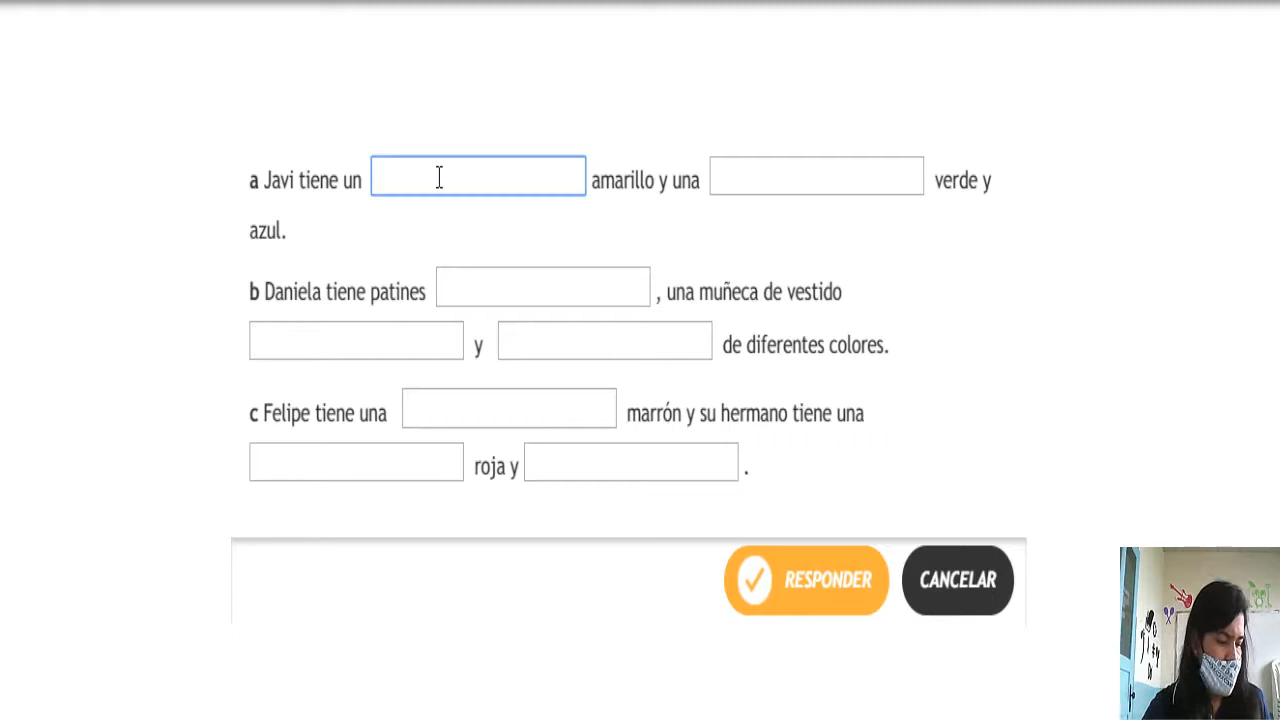 a Javi tiene un amarillo y una verde y
azul.
b Daniela tiene patines , una muñeca de vestido
y de diferentes colores.
c Felipe tiene una marrón y su hermano tiene una
roja y .
RESPONDER CANCELAR